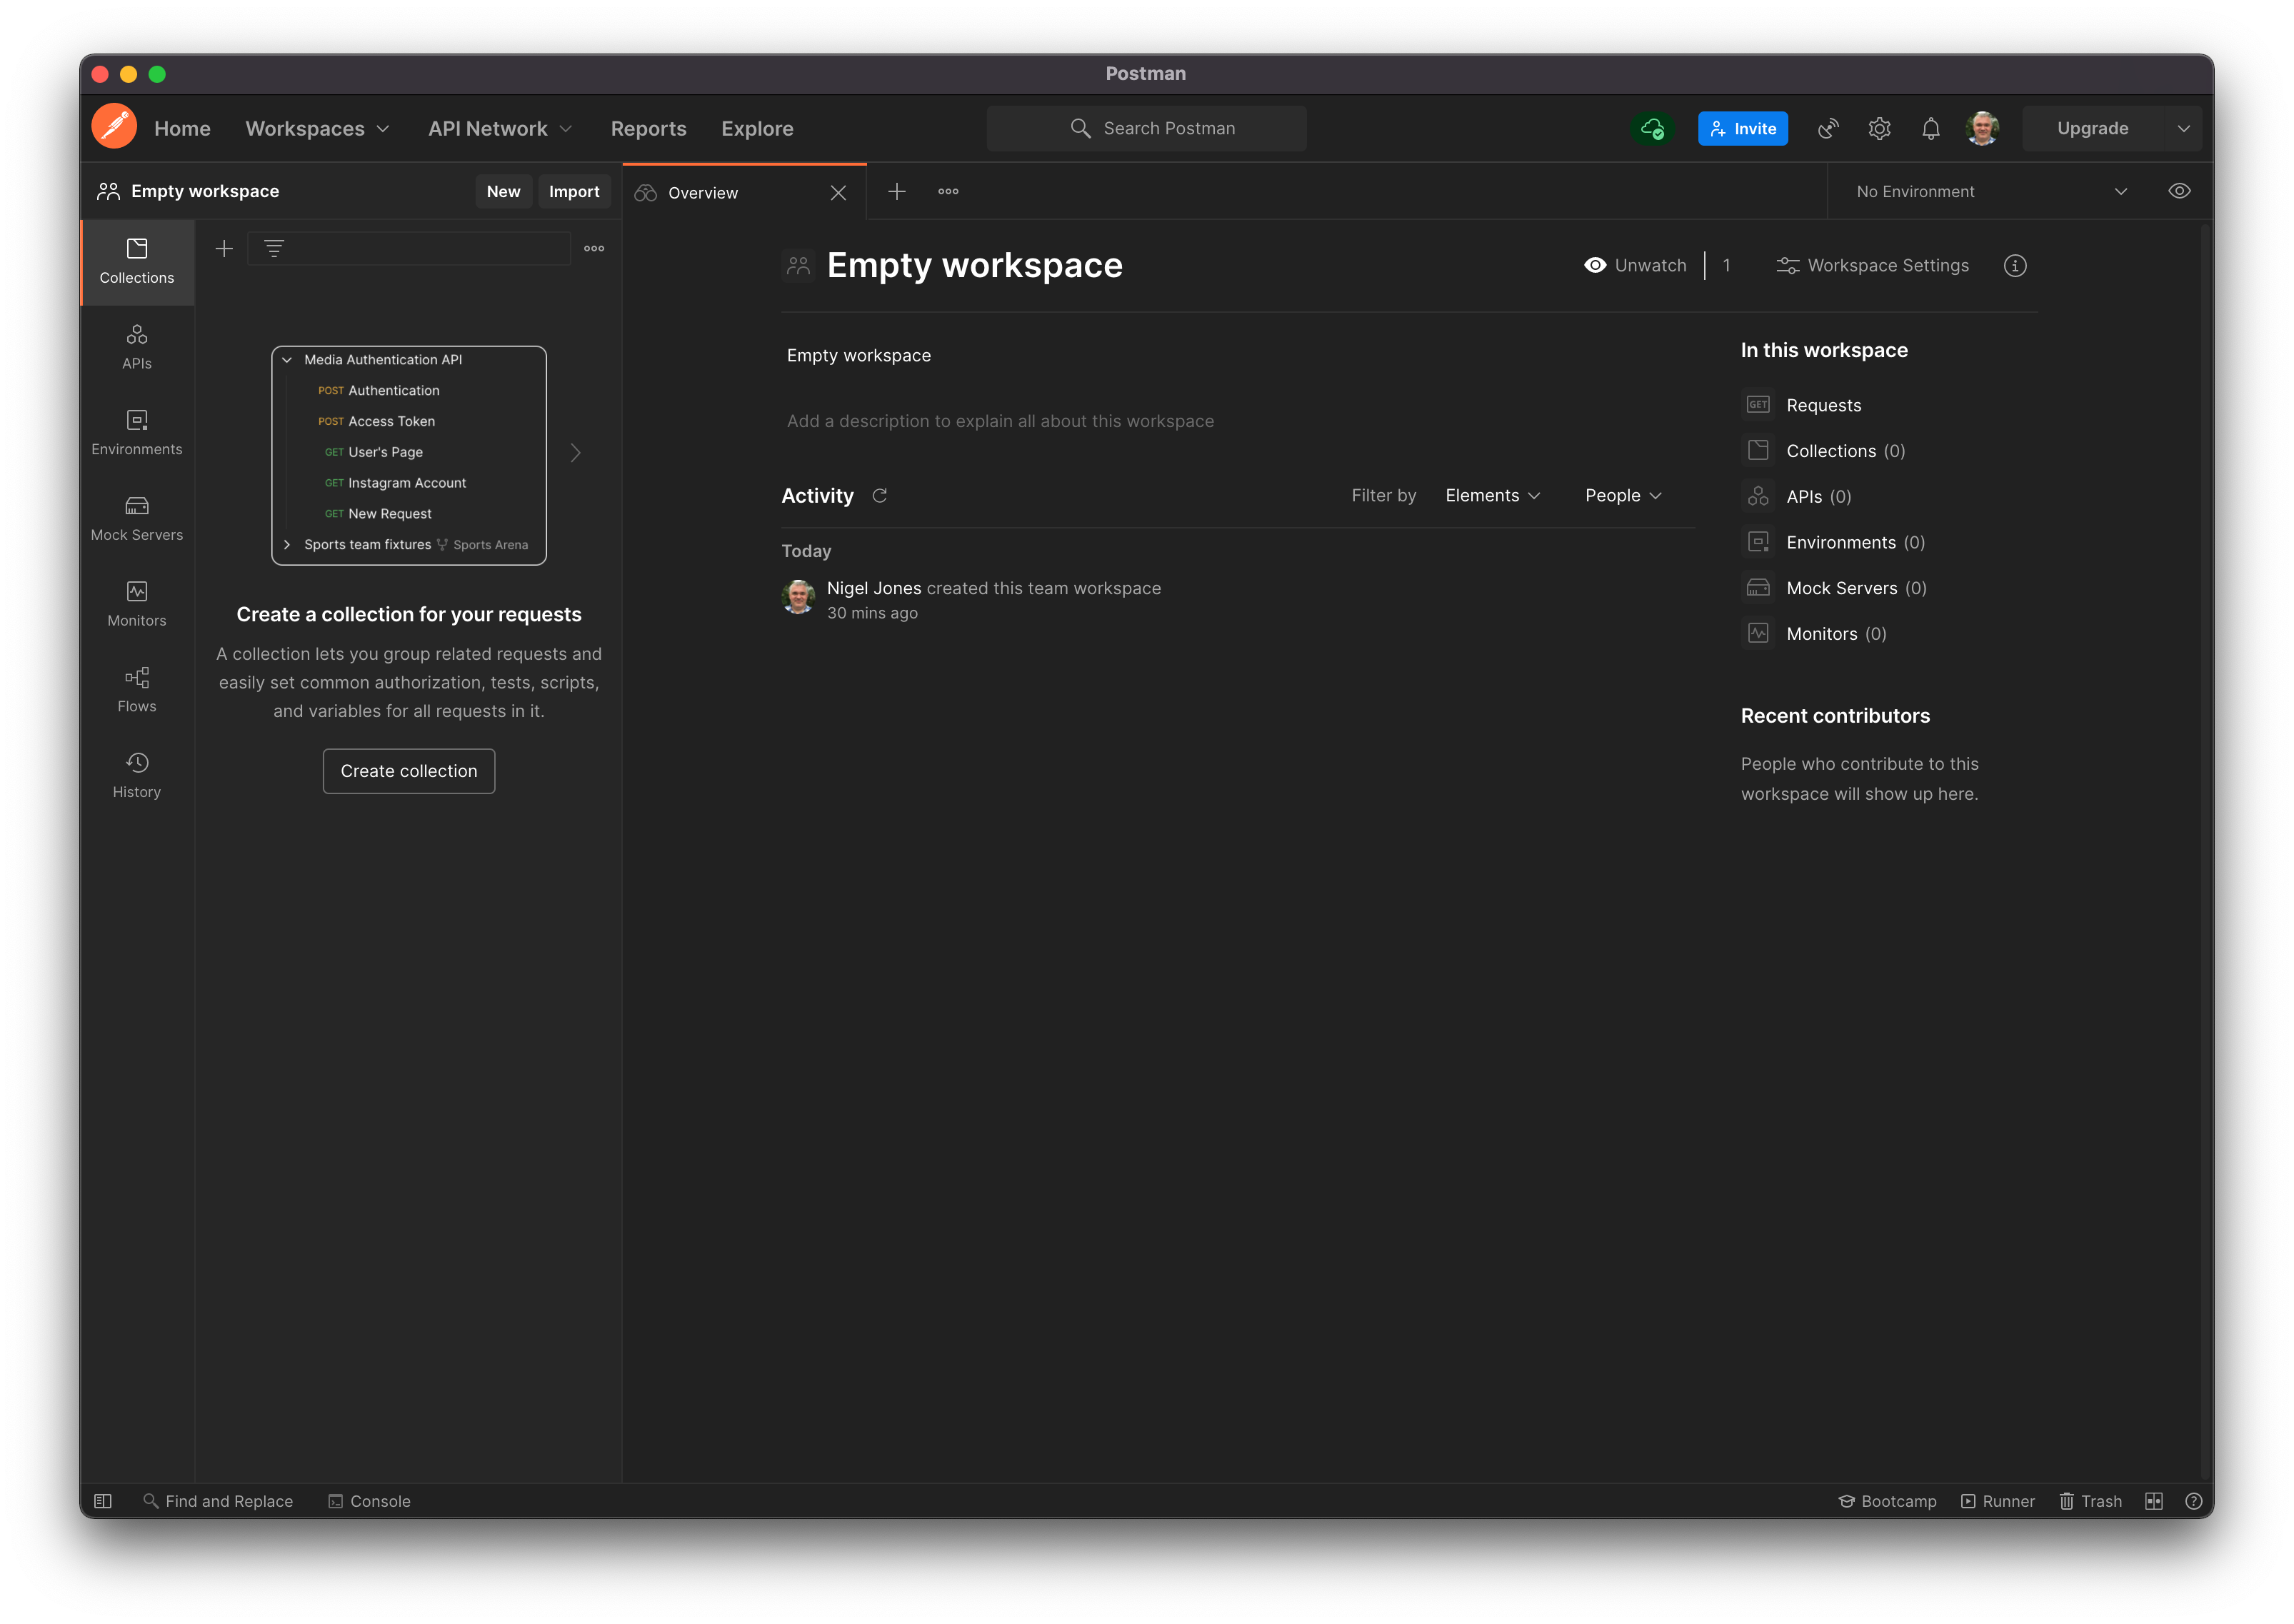 Postman
Home Workspaces API Network Reports Explore Search Postman Invite Upgrade
Empty workspace New Import Overview No Environment
Collections
APIs
Environments
Mock Servers
Monitors
Flows
History
Media Authentication API
POST Authentication
POST Access Token
GET User's Page
GET Instagram Account
GET New Request
Sports team fixtures Sports Arena
Create a collection for your requests
A collection lets you group related requests and
easily set common authorization, tests, scripts,
and variables for all requests in it.
Create collection
Empty workspace Unwatch 1 Workspace Settings
Empty workspace
Add a description to explain all about this workspace
Activity Filter by Elements People
Today
Nigel Jones created this team workspace
30 mins ago
In this workspace
GET Requests
Collections (0)
APIs (0)
Environments (0)
Mock Servers (0)
Monitors (0)
Recent contributors
People who contribute to this
workspace will show up here.
Find and Replace Console Bootcamp Runner Trash